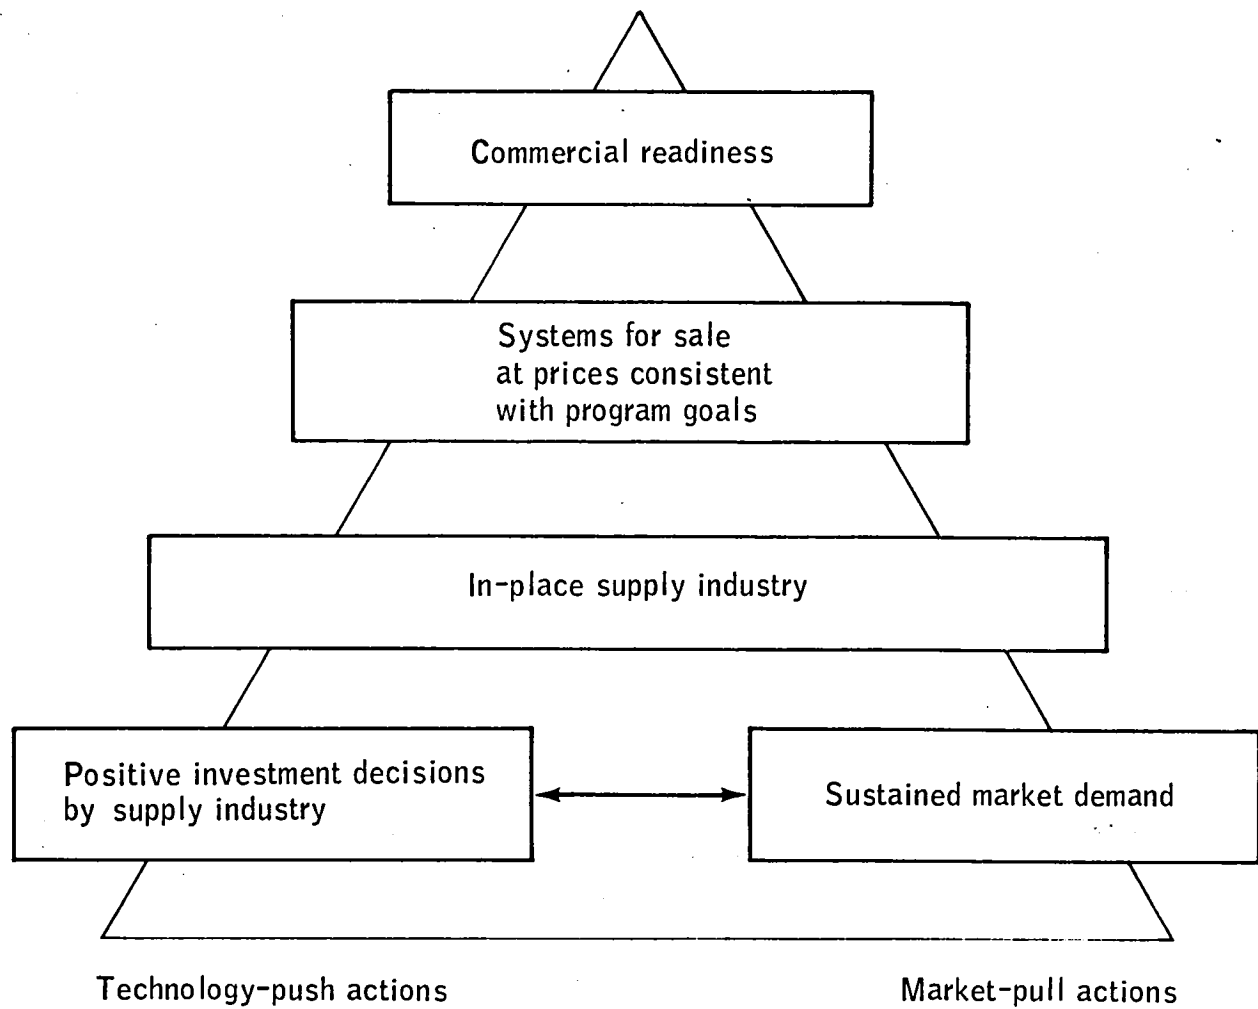 Commercial readiness
Systems for sale
at prices consistent
with program goals
In-place supply industry
Positive investment decisions
by supply industry
Sustained market demand
Technology-push actions
Market-pull actions